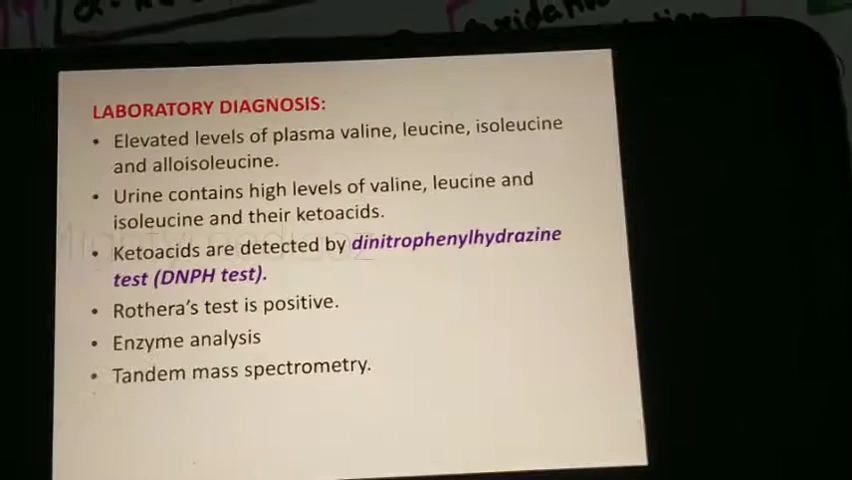 LABORATORY DIAGNOSIS:
• Elevated levels of plasma valine, leucine, isoleucine
and alloisoleucine.
• Urine contains high levels of valine, leucine and
isoleucine and their ketoacids.
• Ketoacids are detected by dinitrophenylhydrazine
test (DNPH test).
• Rothera's test is positive.
• Enzyme analysis
• Tandem mass spectrometry.